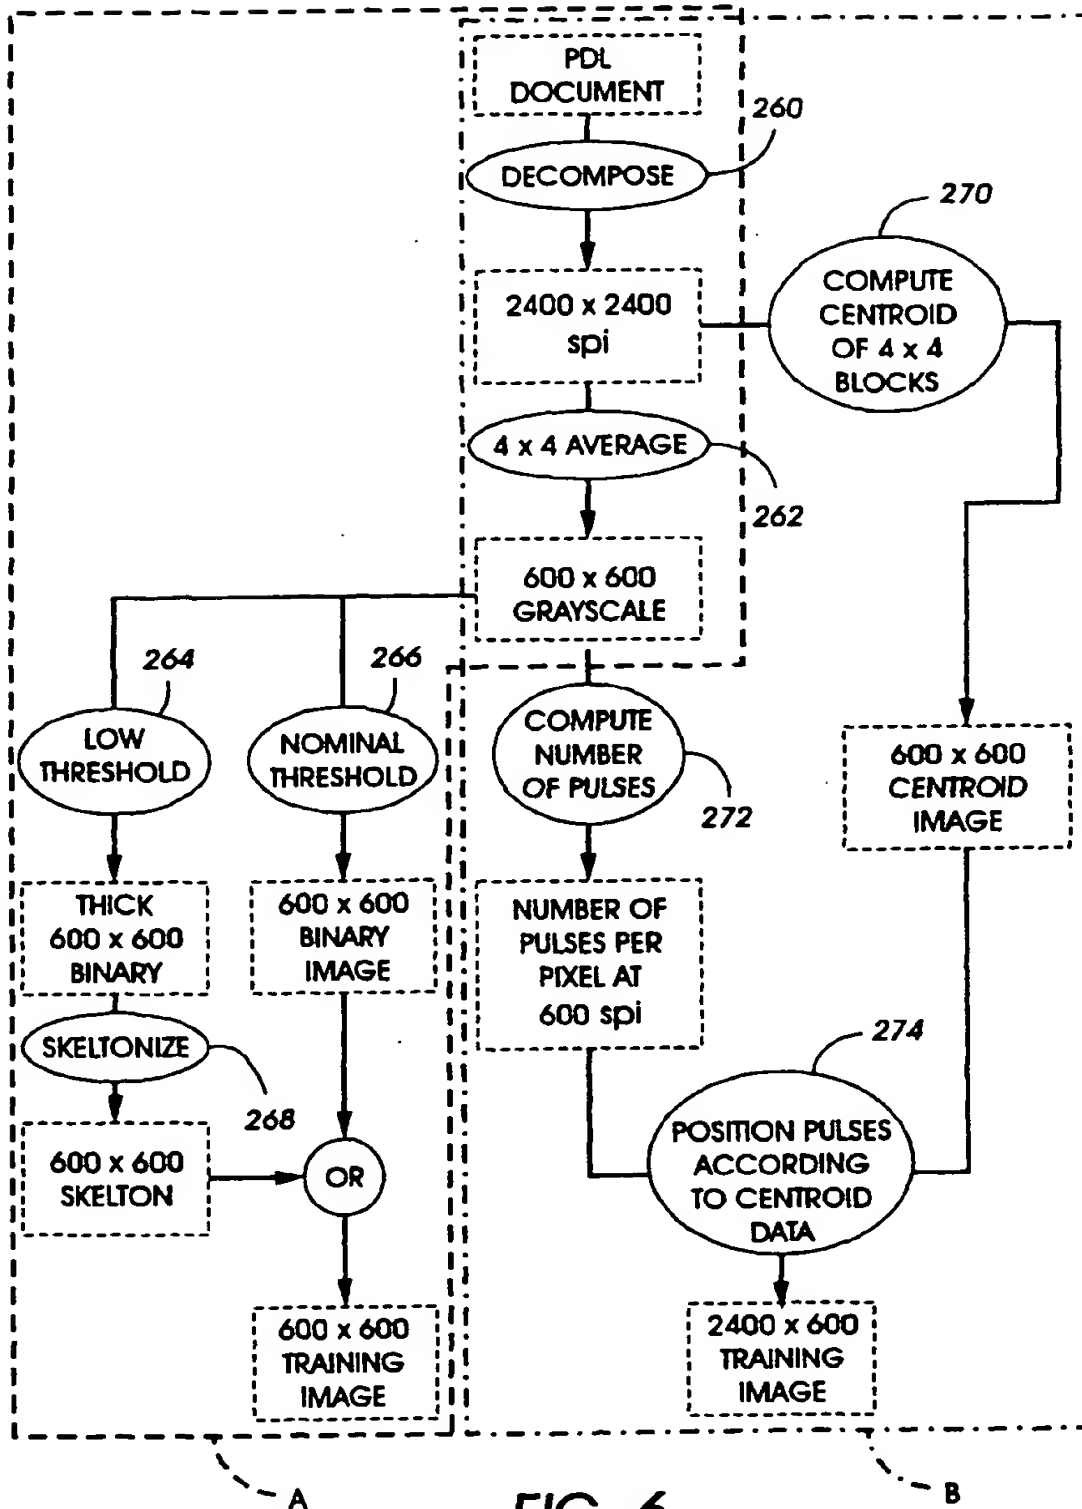 PDL
DOCUMENT
260
DECOMPOSE
270
2400 x 2400
spi
COMPUTE
CENTROID
OF 4 x 4
BLOCKS
4 x 4 AVERAGE
262
600 x 600
GRAYSCALE
264
266
LOW
THRESHOLD
NOMINAL
THRESHOLD
COMPUTE
NUMBER
OF PULSES
272
600 x 600
CENTROID
IMAGE
THICK
600 x 600
BINARY
600 x 600
BINARY
IMAGE
NUMBER OF
PULSES PER
PIXEL AT
600 spi
SKELTONIZE
268
274
600 x 600
SKELTON
OR
POSITION PULSES
ACCORDING
TO CENTROID
DATA
600 x 600
TRAINING
IMAGE
2400 x 600
TRAINING
IMAGE
A
B
FIG. 6